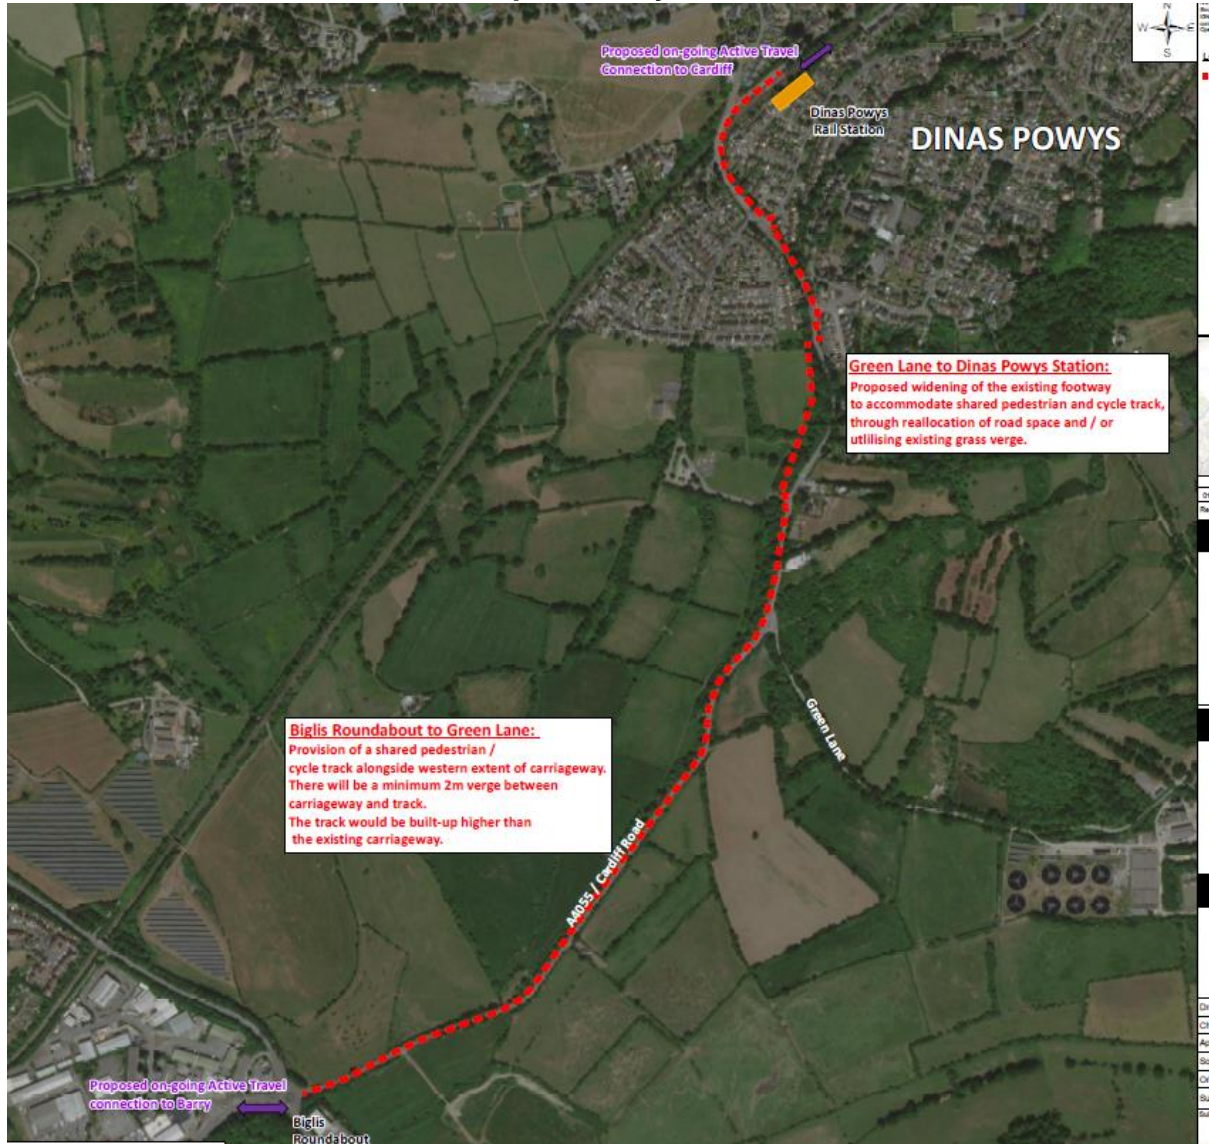 N
W
E
S
Proposed on-going Active Travel
Connection to Cardiff
Dinas Powys
Rail Station
DINAS POWYS
Green Lane to Dinas Powys Station:
Proposed widening of the existing footway
to accommodate shared pedestrian and cycle track,
through reallocation of road space and / or
utlilising existing grass verge.
Green Lane
Biglis Roundabout to Green Lane:
Provision of a shared pedestrian /
cycle track alongside western extent of carriageway.
There will be a minimum 2m verge between
carriageway and track.
The track would be built-up higher than
the existing carriageway.
A4055 / Cardiff Road
Proposed on-going Active Travel
connection to Barry
Biglis
Roundabout